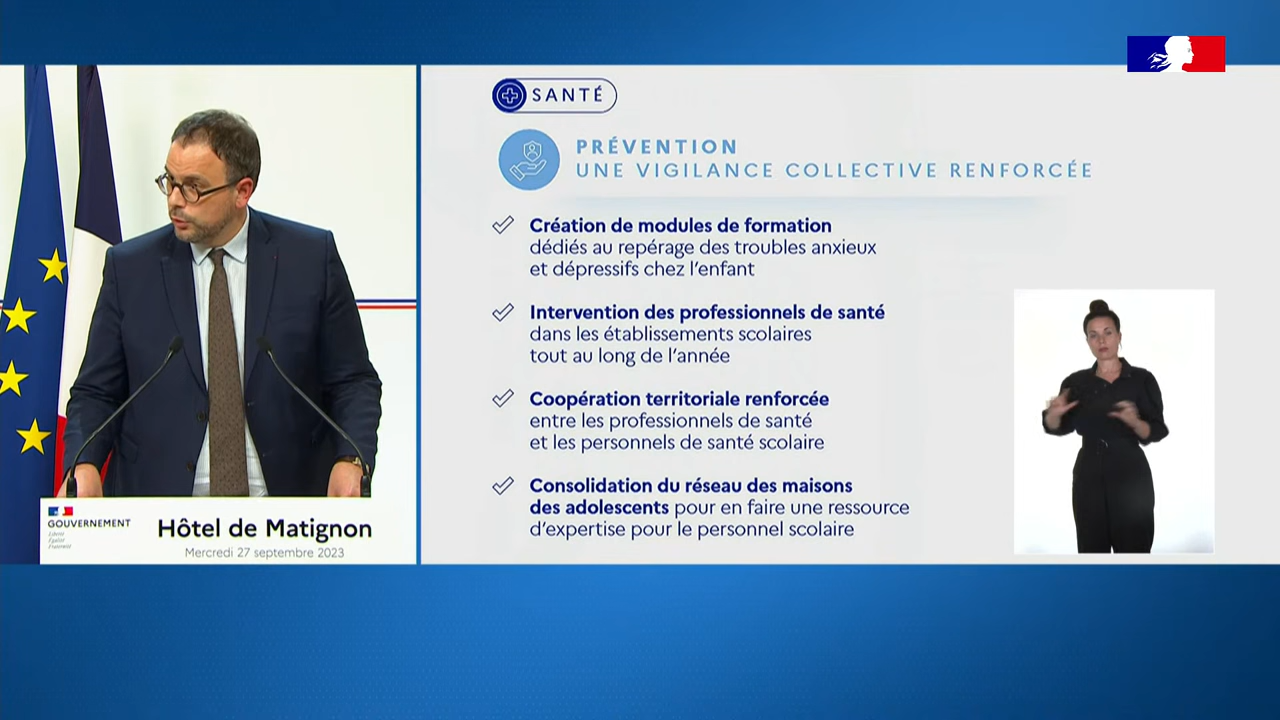 SANTÉ
PRÉVENTION
UNE VIGILANCE COLLECTIVE RENFORCÉE
Création de modules de formation
dédiés au repérage des troubles anxieux
et dépressifs chez l'enfant
Intervention des professionnels de santé
dans les établissements scolaires
tout au long de l'année
Coopération territoriale renforcée
entre les professionnels de santé
et les personnels de santé scolaire
Consolidation du réseau des maisons
des adolescents pour en faire une ressource
d'expertise pour le personnel scolaire
GOUVERNEMENT
Liberté
Égalité
Fraternité
Hôtel de Matignon
Mercredi 27 septembre 2023